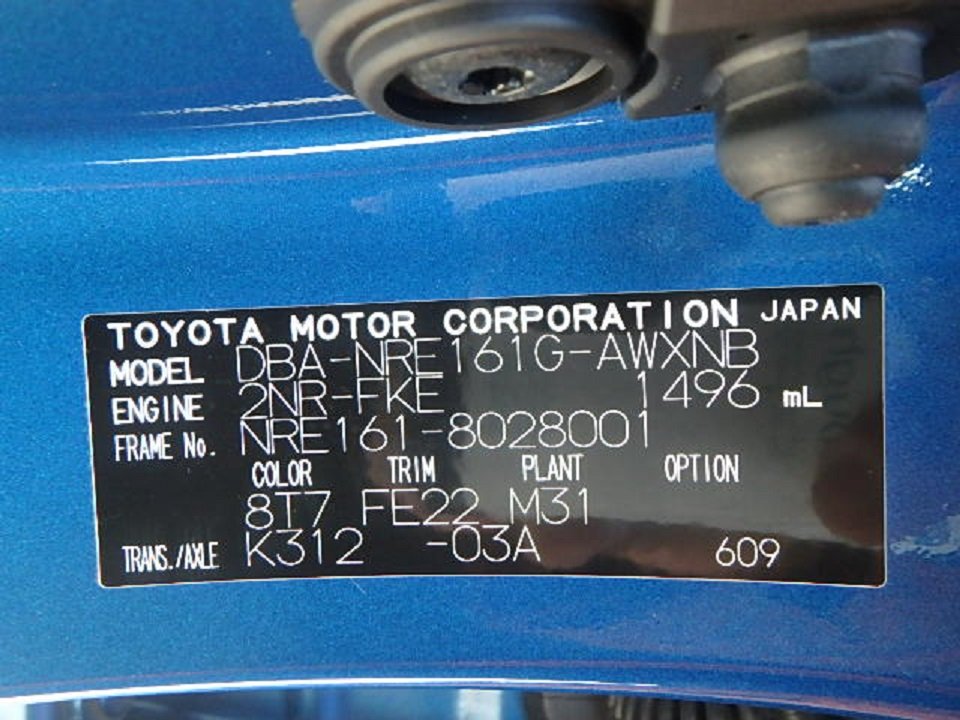 TOYOTA MOTOR CORPORATION JAPAN
MODEL DBA-NRE161G-AWXNB
ENGINE 2NR-FKE 1496 mL
FRAME No. NRE161-8028001
COLOR TRIM PLANT OPTION
8T7 FE22 M31
TRANS./AXLE K312 -03A 609